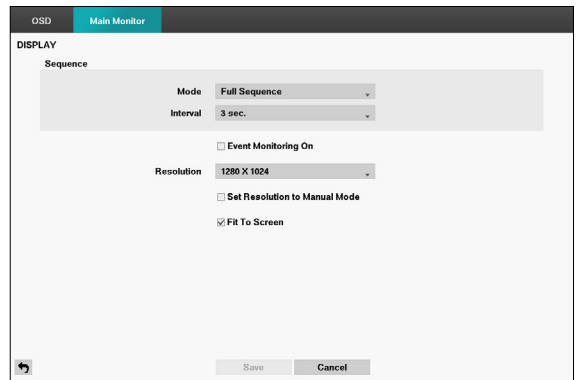 OSD Main Monitor
DISPLAY
Sequence
Mode Full Sequence
Interval 3 sec.
Event Monitoring On
Resolution 1280 X 1024
Set Resolution to Manual Mode
Fit To Screen
Save Cancel